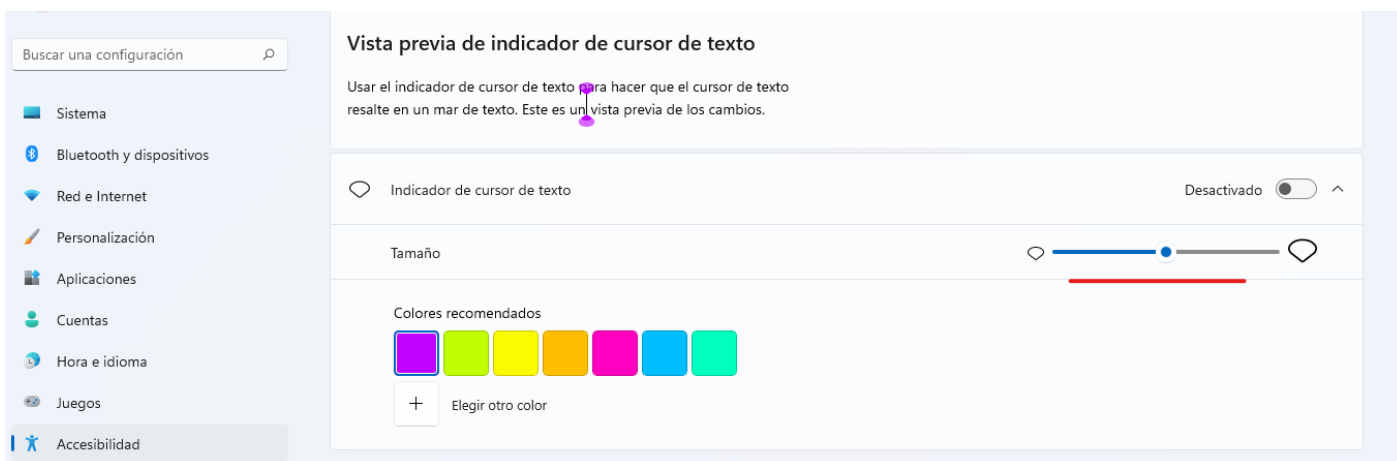 Buscar una configuración
Sistema
Bluetooth y dispositivos
Red e Internet
Personalización
Aplicaciones
Cuentas
Hora e idioma
Juegos
Accesibilidad
Vista previa de indicador de cursor de texto
Usar el indicador de cursor de texto para hacer que el cursor de texto
resalte en un mar de texto. Este es un vista previa de los cambios.
Indicador de cursor de texto
Desactivado
Tamaño
Colores recomendados
Elegir otro color